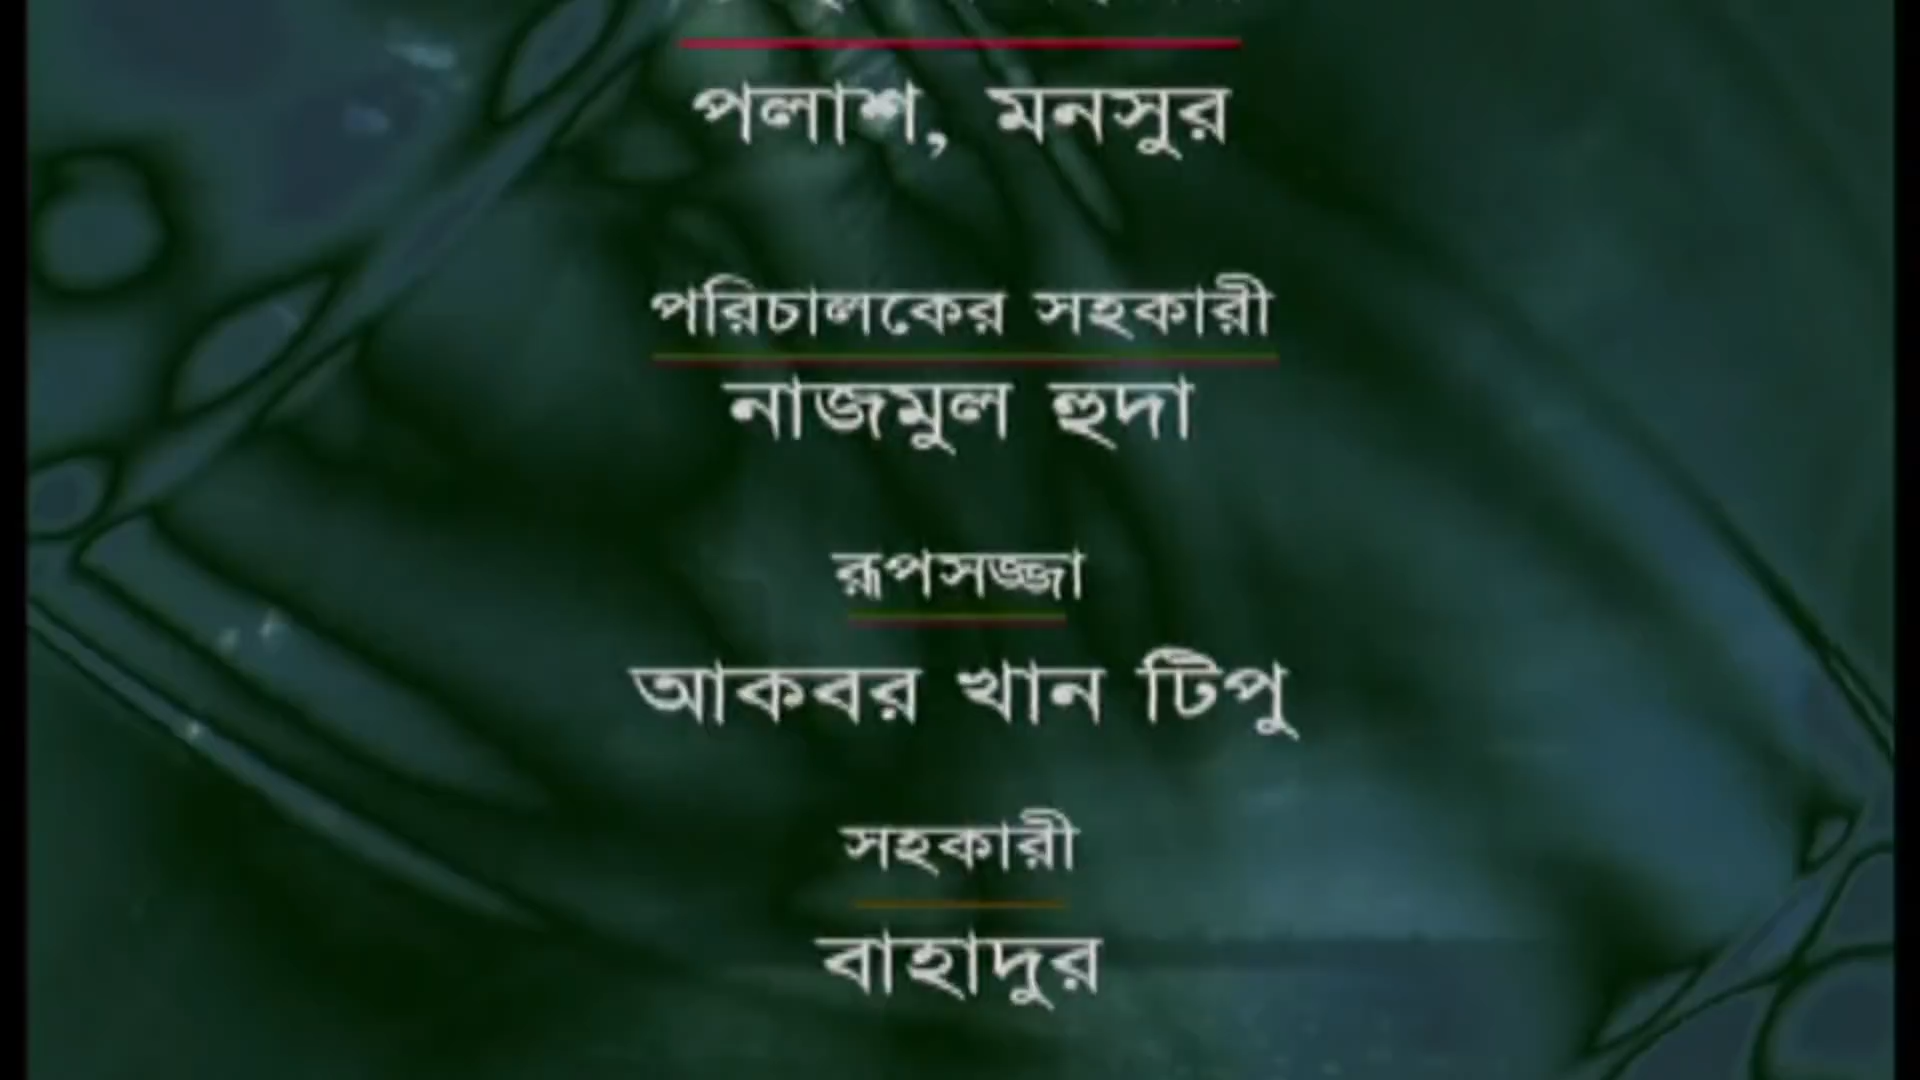 পলাশ, মনসুর
পরিচালকের সহকারী
নাজমুল হুদা
রূপসজ্জা
আকবর খান টিপু
সহকারী
বাহাদুর